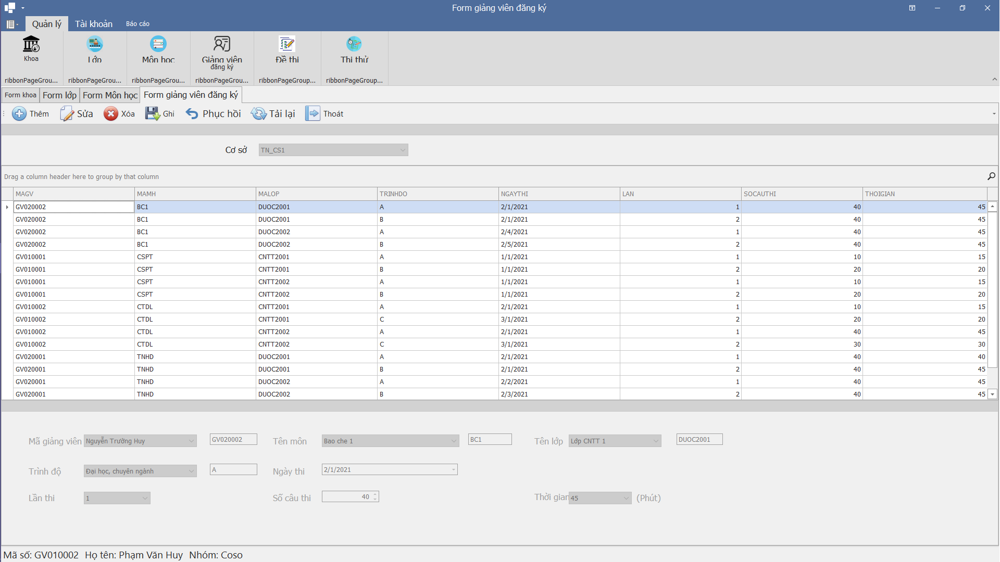 Form giảng viên đăng ký
Quản lý Tài khoản Báo cáo
Khoa Lớp Môn học Giảng viên đăng ký Đề thi Thi thử
ribbonPageGrou... ribbonPageGrou... ribbonPageGrou... ribbonPageGrou... ribbonPageGroup... ribbonPageGroup...
Form khoa Form lớp Form Môn học Form giảng viên đăng ký
Thêm Sửa Xóa Ghi Phục hồi Tải lại Thoát
Cơ sở TN_CS1
Drag a column header here to group by that column
MAGV MAMH MALOP TRINHDO NGAYTHI LAN SOCAUTHI THOIGIAN
GV020002 BC1 DUOC2001 A 2/1/2021 1 40 45
GV020002 BC1 DUOC2001 B 2/1/2021 2 40 45
GV020002 BC1 DUOC2002 A 2/4/2021 1 40 45
GV020002 BC1 DUOC2002 B 2/5/2021 2 40 45
GV010001 CSPT CNTT2001 A 1/1/2021 1 10 15
GV010001 CSPT CNTT2001 B 1/1/2021 2 20 20
GV010001 CSPT CNTT2002 A 1/1/2021 1 10 15
GV010001 CSPT CNTT2002 B 1/1/2021 2 20 20
GV010002 CTDL CNTT2001 A 2/1/2021 1 10 15
GV010002 CTDL CNTT2001 C 3/1/2021 2 20 20
GV010002 CTDL CNTT2002 A 2/1/2021 1 40 45
GV010002 CTDL CNTT2002 C 3/1/2021 2 30 30
GV020001 TNHD DUOC2001 A 2/1/2021 1 40 40
GV020001 TNHD DUOC2001 B 2/1/2021 2 40 45
GV020001 TNHD DUOC2002 A 2/2/2021 1 40 45
GV020001 TNHD DUOC2002 B 2/3/2021 2 40 45
Mã giảng viên Nguyễn Trường Huy GV020002 Tên môn Bao che 1 BC1 Tên lớp Lớp CNTT 1 DUOC2001
Trình độ Đại học, chuyên ngành A Ngày thi 2/1/2021
Lần thi 1 Số câu thi 40 Thời gian 45 (Phút)
Mã số: GV010002 Họ tên: Phạm Văn Huy Nhóm: Coso